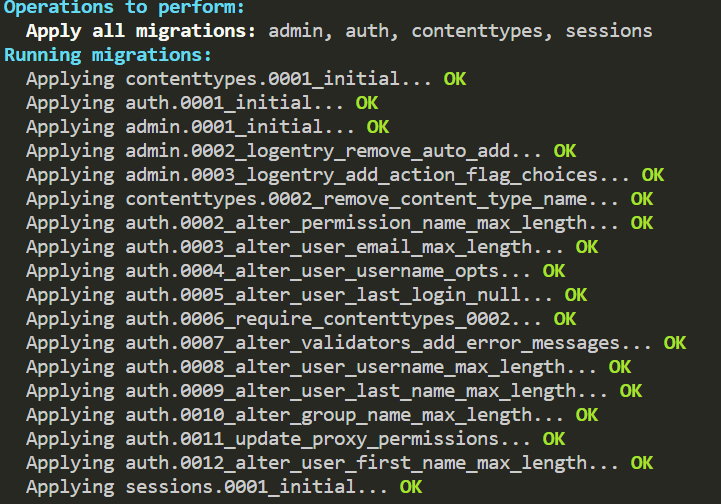 Operations to perform:
Apply all migrations: admin, auth, contenttypes, sessions
Running migrations:
Applying contenttypes.0001_initial... OK
Applying auth.0001_initial... OK
Applying admin.0001_initial... OK
Applying admin.0002_logentry_remove_auto_add... OK
Applying admin.0003_logentry_add_action_flag_choices... OK
Applying contenttypes.0002_remove_content_type_name... OK
Applying auth.0002_alter_permission_name_max_length... OK
Applying auth.0003_alter_user_email_max_length... OK
Applying auth.0004_alter_user_username_opts... OK
Applying auth.0005_alter_user_last_login_null... OK
Applying auth.0006_require_contenttypes_0002... OK
Applying auth.0007_alter_validators_add_error_messages... OK
Applying auth.0008_alter_user_username_max_length... OK
Applying auth.0009_alter_user_last_name_max_length... OK
Applying auth.0010_alter_group_name_max_length... OK
Applying auth.0011_update_proxy_permissions... OK
Applying auth.0012_alter_user_first_name_max_length... OK
Applying sessions.0001_initial... OK